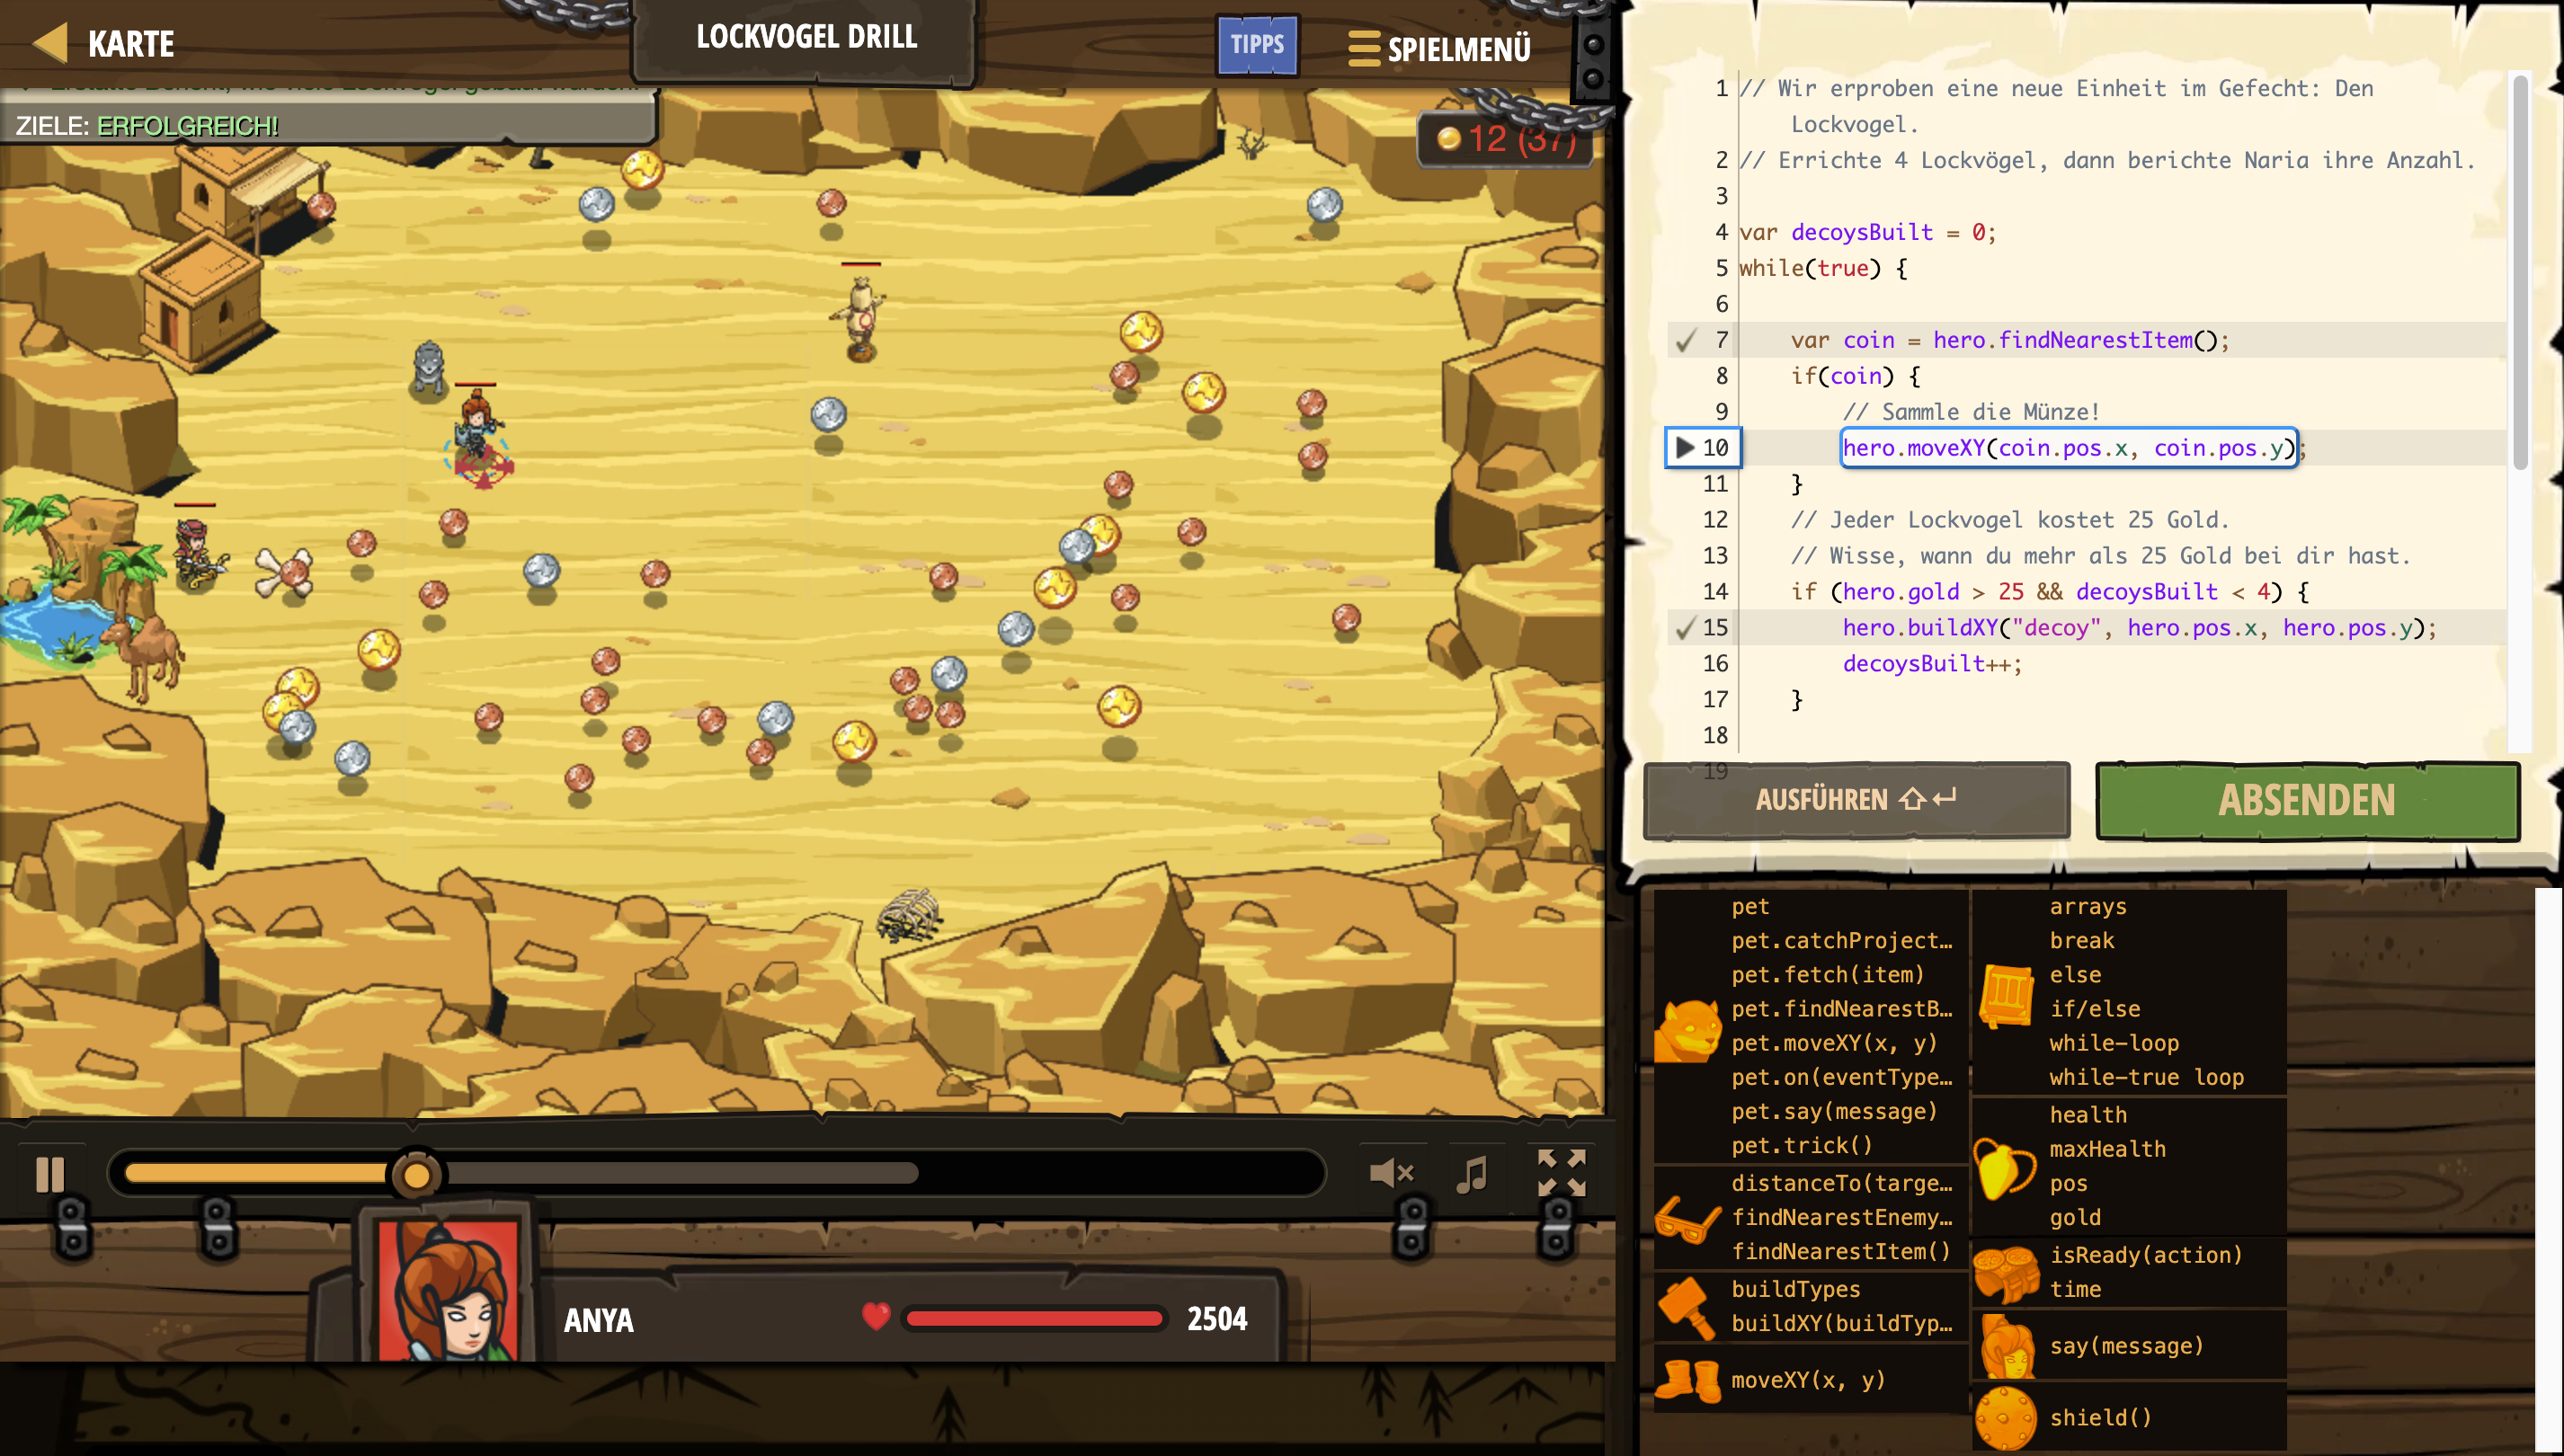 KARTE
LOCKVOGEL DRILL
TIPPS
SPIELMENÜ
ZIELE: ERFOLGREICH!
12 (37)
1 // Wir erproben eine neue Einheit im Gefecht: Den
Lockvogel.
2 // Errichte 4 Lockvögel, dann berichte Naria ihre Anzahl.
3
4 var decoysBuilt = 0;
5 while(true) {
6
7 var coin = hero.findNearestItem();
8 if(coin) {
9 // Sammle die Münze!
10 hero.moveXY(coin.pos.x, coin.pos.y);
11 }
12 // Jeder Lockvogel kostet 25 Gold.
13 // Wisse, wann du mehr als 25 Gold bei dir hast.
14 if (hero.gold > 25 && decoysBuilt < 4) {
15 hero.buildXY("decoy", hero.pos.x, hero.pos.y);
16 decoysBuilt++;
17 }
18
19
AUSFÜHREN
ABSENDEN
pet
pet.catchProject…
pet.fetch(item)
pet.findNearestB…
pet.moveXY(x, y)
pet.on(eventType…
pet.say(message)
pet.trick()
distanceTo(targe…
findNearestEnemy…
findNearestItem()
buildTypes
buildXY(buildTyp…
moveXY(x, y)
arrays
break
else
if/else
while-loop
while-true loop
health
maxHealth
pos
gold
isReady(action)
time
say(message)
shield()
ANYA
2504